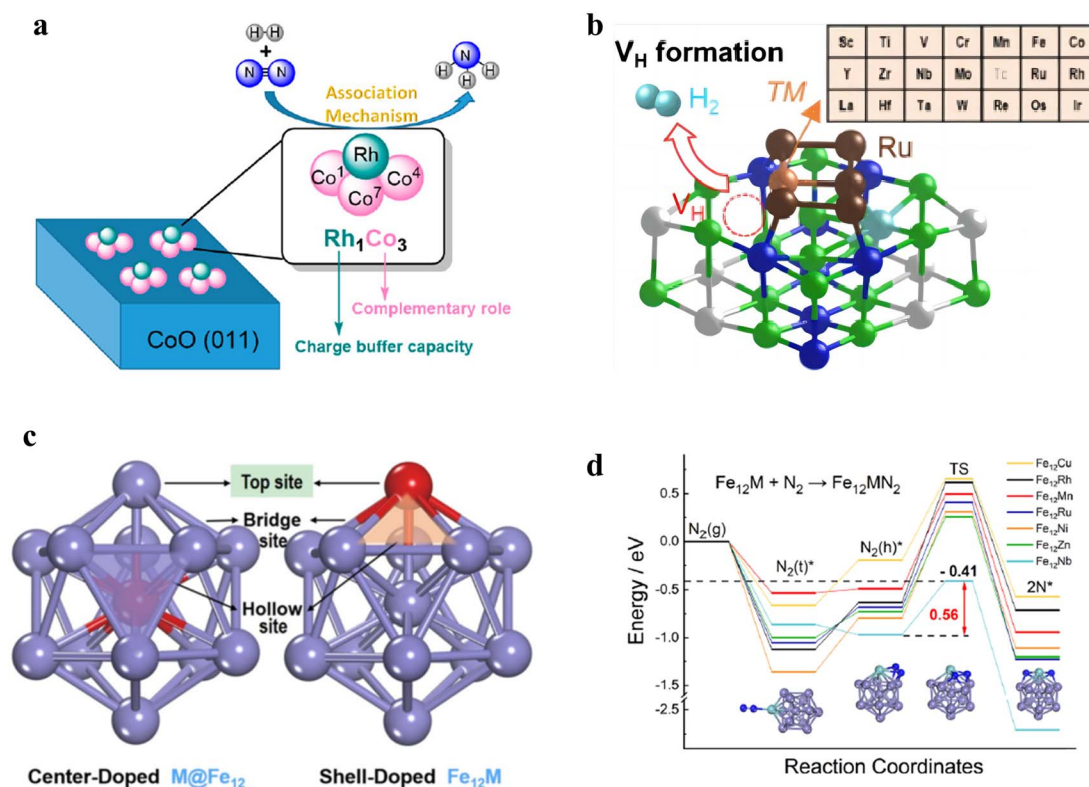 a
H H
+
N N
N
H H
H
Association
Mechanism
Rh
Co¹ Co⁴
Co⁷
Rh₁Co₃
Complementary role
Charge buffer capacity
CoO (011)
b
V_H formation
H₂
TM
Ru
V_H
Sc Ti V Cr Mn Fe Co
Y Zr Nb Mo Tc Ru Rh
La Hf Ta W Re Os Ir
c
Top site
Bridge
site
Hollow
site
Center-Doped M@Fe₁₂
Shell-Doped Fe₁₂M
d
Fe₁₂M + N₂ → Fe₁₂MN₂
TS
Fe₁₂Cu
Fe₁₂Rh
Fe₁₂Mn
Fe₁₂Ru
Fe₁₂Ni
Fe₁₂Zn
Fe₁₂Nb
N₂(g)
N₂(t)*
N₂(h)*
- 0.41
0.56
2N*
0.5
0.0
-0.5
-1.0
-1.5
-2.5
Energy / eV
Reaction Coordinates